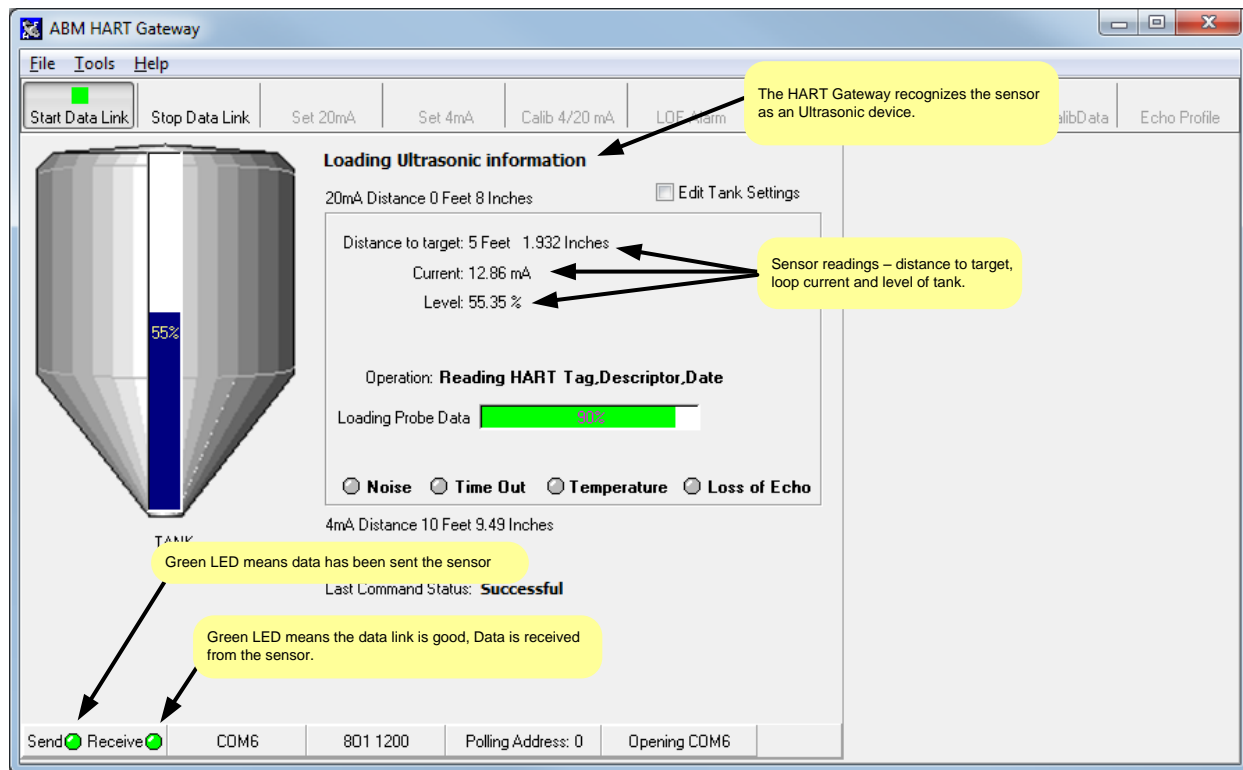 ABM HART Gateway
File Tools Help
Start Data Link Stop Data Link Set 20mA Set 4mA Calib 4/20 mA LOE Alarm alibData Echo Profile
The HART Gateway recognizes the sensor
as an Ultrasonic device.
Loading Ultrasonic information
20mA Distance 0 Feet 8 Inches
Edit Tank Settings
Distance to target: 5 Feet 1.932 Inches
Current: 12.86 mA
Level: 55.35 %
Sensor readings – distance to target,
loop current and level of tank.
55%
Operation: Reading HART Tag,Descriptor,Date
Loading Probe Data 90%
Noise Time Out Temperature Loss of Echo
4mA Distance 10 Feet 9.49 Inches
TANK
Green LED means data has been sent the sensor
Last Command Status: Successful
Green LED means the data link is good, Data is received
from the sensor.
Send Receive COM6 8O1 1200 Polling Address: 0 Opening COM6